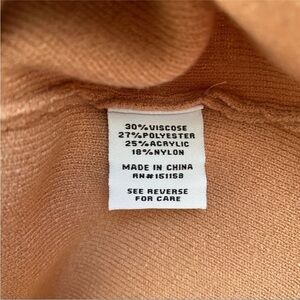 30%VISCOSE
27%POLYESTER
25%ACRYLIC
18%NYLON
MADE IN CHINA
RN#151158
SEE REVERSE
FOR CARE